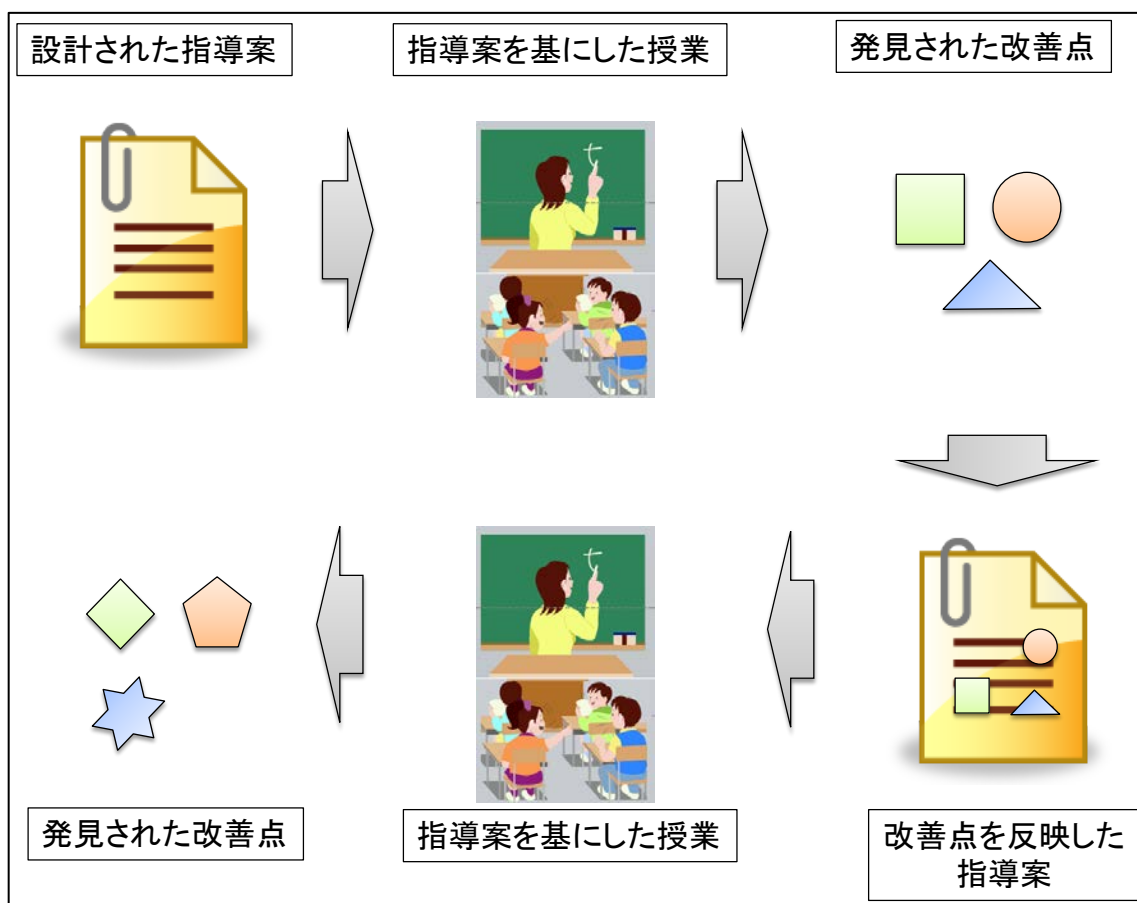 設計された指導案
指導案を基にした授業
発見された改善点
発見された改善点
指導案を基にした授業
改善点を反映した
指導案